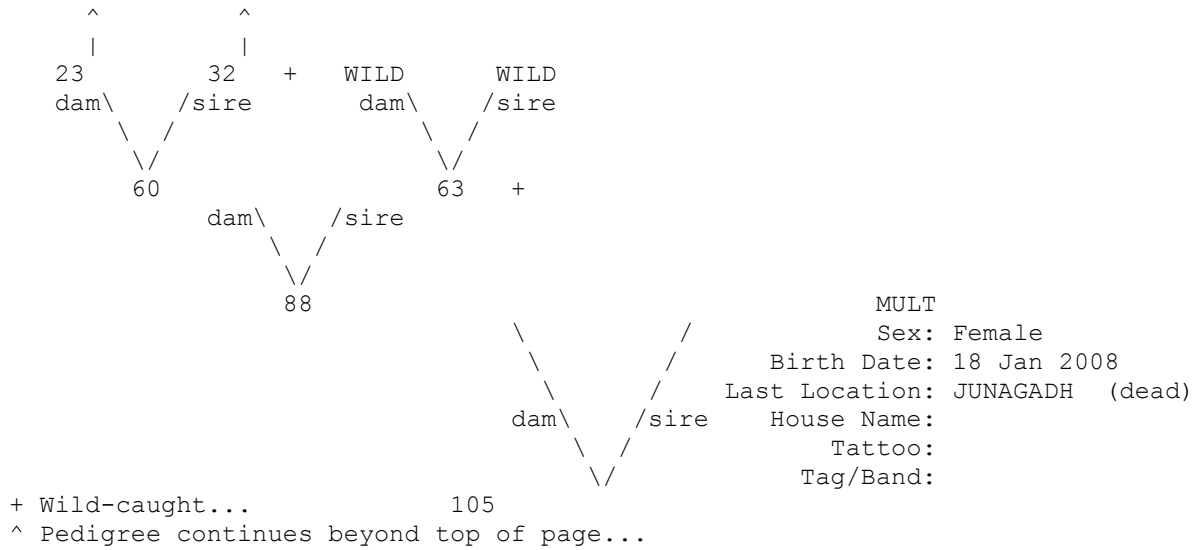 ^ ^
| |
23 32 + WILD WILD
dam\ /sire dam\ /sire
\ / \ /
\/ \/
60 63 +
dam\ /sire
\ /
\/
88 MULT
\ / Sex: Female
\ / Birth Date: 18 Jan 2008
\ / Last Location: JUNAGADH (dead)
dam\ /sire House Name:
\ / Tattoo:
\/ Tag/Band:
+ Wild-caught... 105
^ Pedigree continues beyond top of page...